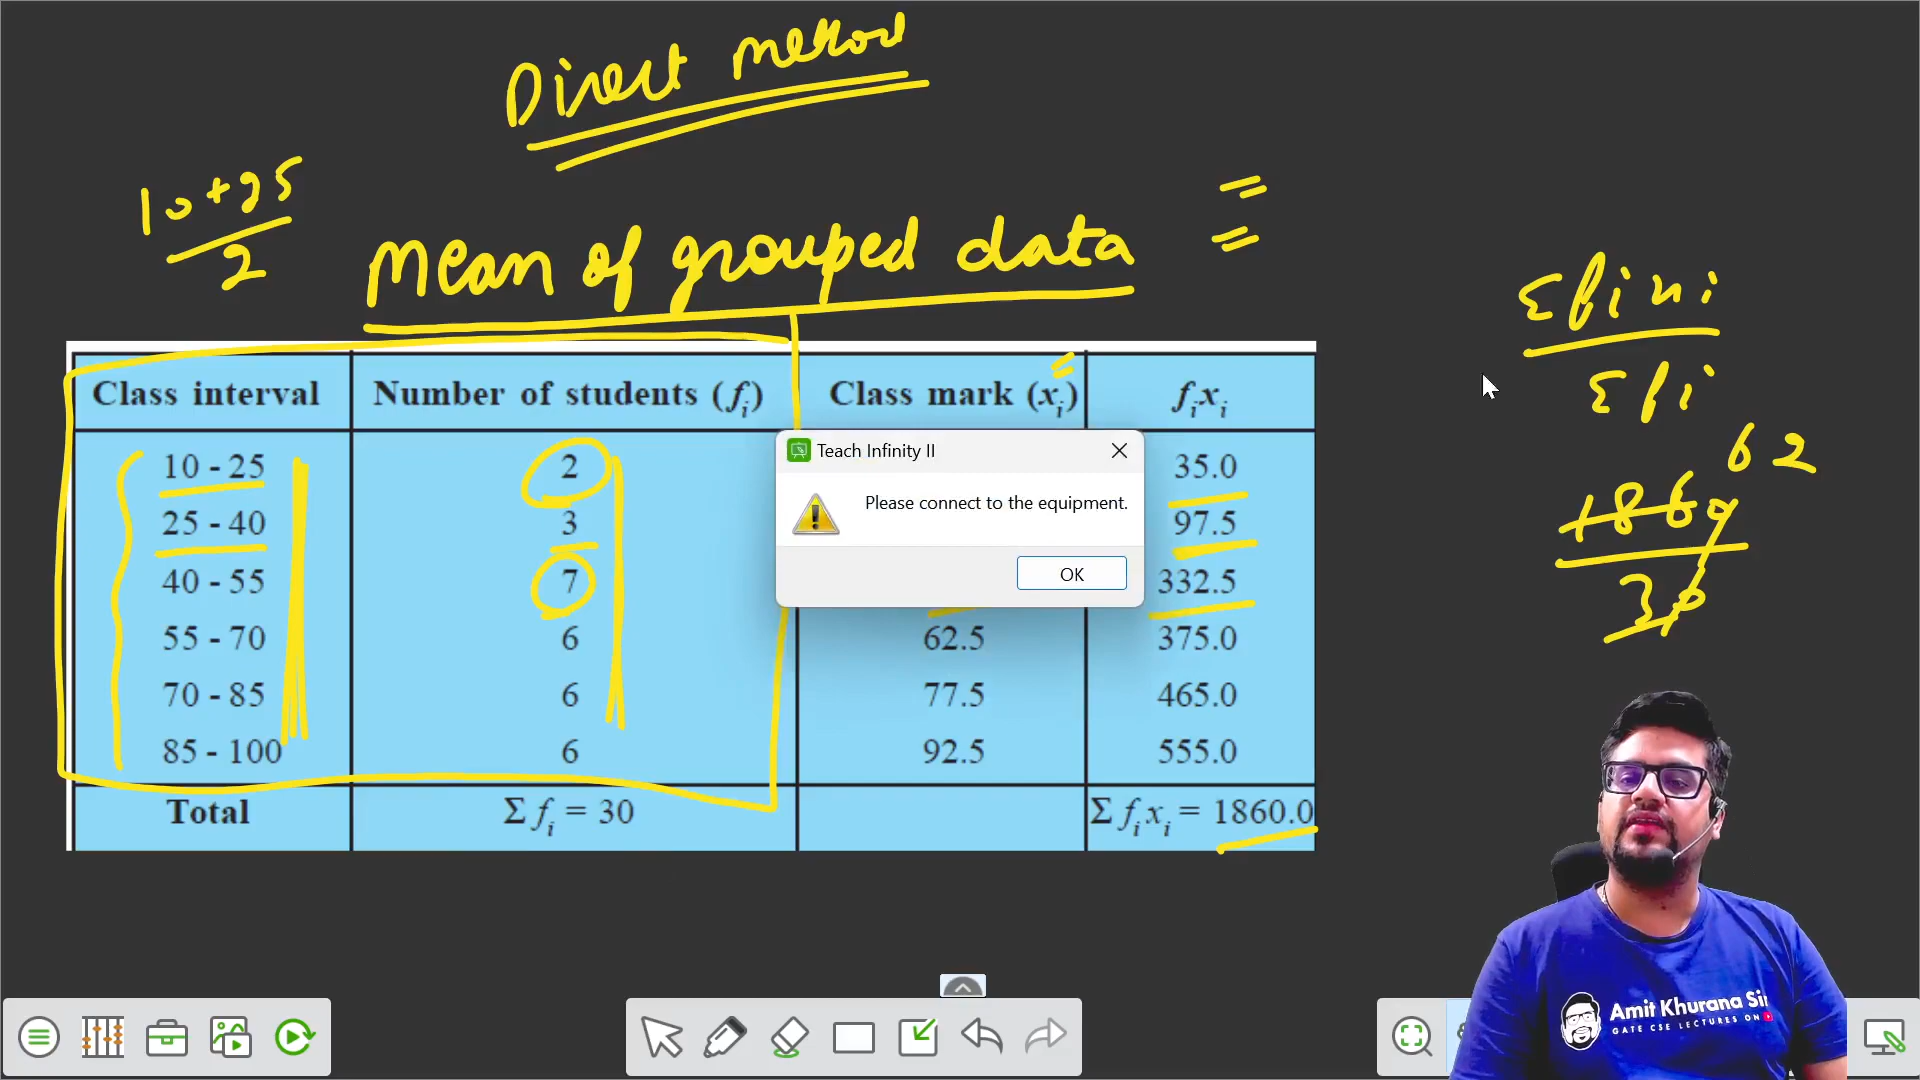 Direct method
10+25
2
Mean of grouped data
Σfixi
Σfi
62
1860
30
Class interval Number of students (fi) Class mark (xi) fixi
10 - 25 2 35.0
25 - 40 3 97.5
40 - 55 7 332.5
55 - 70 6 62.5 375.0
70 - 85 6 77.5 465.0
85 - 100 6 92.5 555.0
Total Σ fi = 30 Σ fixi = 1860.0
Teach Infinity II
Please connect to the equipment.
OK
Amit Khurana Sir
GATE CSE LECTURES ON